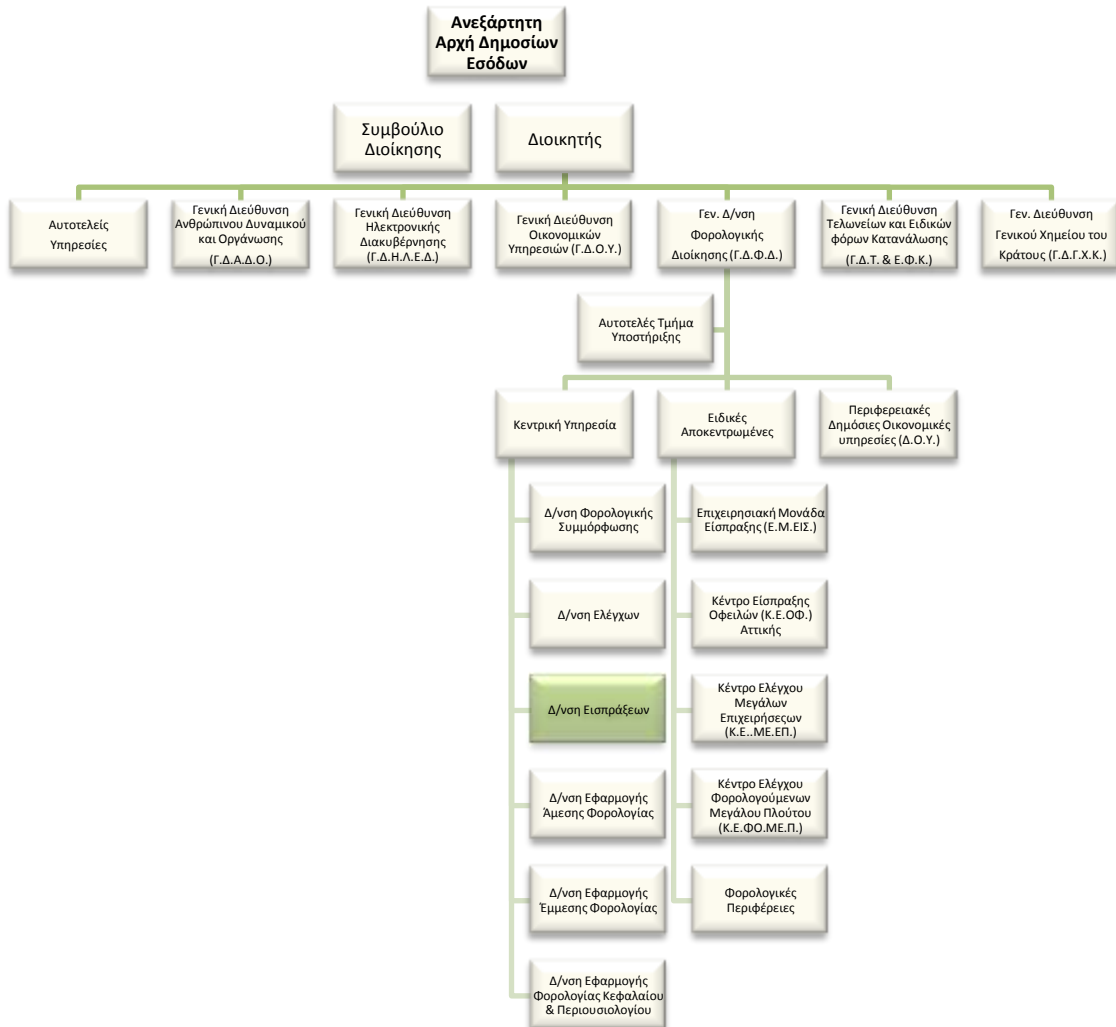 Ανεξάρτητη
Αρχή Δημοσίων
Εσόδων
Συμβούλιο
Διοίκησης
Διοικητής
Αυτοτελείς
Υπηρεσίες
Γενική Διεύθυνση
Ανθρώπινου Δυναμικού
και Οργάνωσης
(Γ.Δ.Α.Δ.Ο.)
Γενική Διεύθυνση
Ηλεκτρονικής
Διακυβέρνησης
(Γ.Δ.Η.Λ.Ε.Δ.)
Γενική Διεύθυνση
Οικονομικών
Υπηρεσιών (Γ.Δ.Ο.Υ.)
Γεν. Δ/νση
Φορολογικής
Διοίκησης (Γ.Δ.Φ.Δ.)
Γενική Διεύθυνση
Τελωνείων και Ειδικών
φόρων Κατανάλωσης
(Γ.Δ.Τ. & Ε.Φ.Κ.)
Γεν. Διεύθυνση
Γενικού Χημείου του
Κράτους (Γ.Δ.Γ.Χ.Κ.)
Αυτοτελές Τμήμα
Υποστήριξης
Κεντρική Υπηρεσία
Ειδικές
Αποκεντρωμένες
Περιφερειακές
Δημόσιες Οικονομικές
υπηρεσίες (Δ.Ο.Υ.)
Δ/νση Φορολογικής
Συμμόρφωσης
Δ/νση Ελέγχων
Δ/νση Εισπράξεων
Δ/νση Εφαρμογής
Άμεσης Φορολογίας
Δ/νση Εφαρμογής
Έμμεσης Φορολογίας
Δ/νση Εφαρμογής
Φορολογίας Κεφαλαίου
& Περιουσιολογίου
Επιχειρησιακή Μονάδα
Είσπραξης (Ε.Μ.ΕΙΣ.)
Κέντρο Είσπραξης
Οφειλών (Κ.Ε.ΟΦ.)
Αττικής
Κέντρο Ελέγχου
Μεγάλων
Επιχειρήσεςων
(Κ.Ε..ΜΕ.ΕΠ.)
Κέντρο Ελέγχου
Φορολογούμενων
Μεγάλου Πλούτου
(Κ.Ε.ΦΟ.ΜΕ.Π.)
Φορολογικές
Περιφέρειες